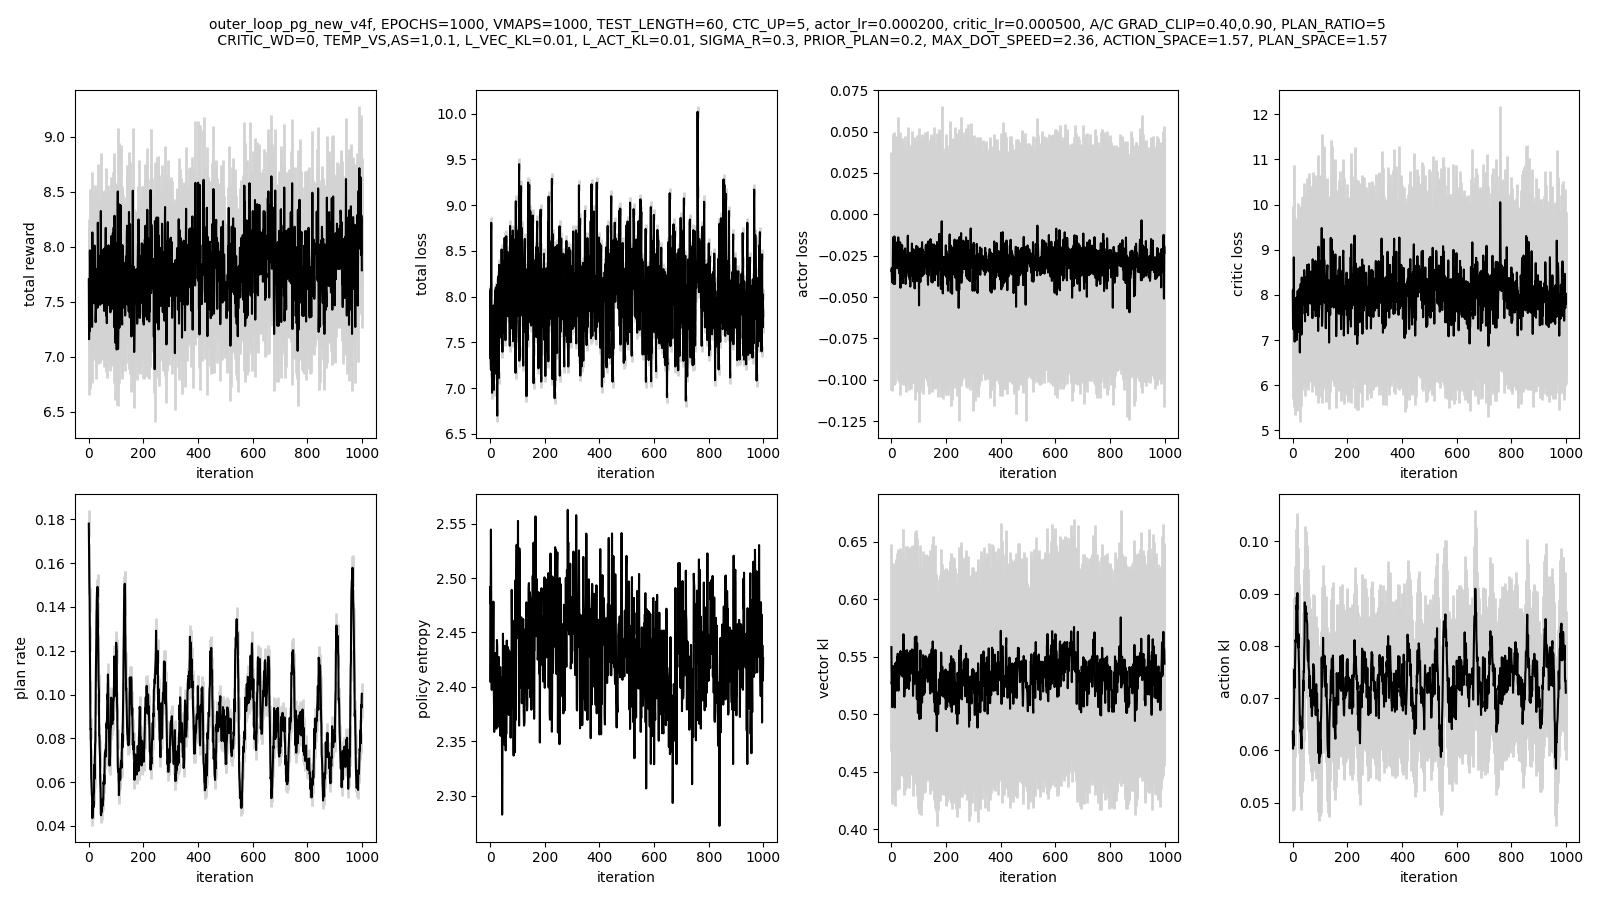 outer_loop_pg_new_v4f, EPOCHS=1000, VMAPS=1000, TEST_LENGTH=60, CTC_UP=5, actor_lr=0.000200, critic_lr=0.000500, A/C GRAD_CLIP=0.40,0.90, PLAN_RATIO=5
CRITIC_WD=0, TEMP_VS,AS=1,0.1, L_VEC_KL=0.01, L_ACT_KL=0.01, SIGMA_R=0.3, PRIOR_PLAN=0.2, MAX_DOT_SPEED=2.36, ACTION_SPACE=1.57, PLAN_SPACE=1.57
total reward
9.0
8.5
8.0
7.5
7.0
6.5
0 200 400 600 800 1000
iteration
total loss
10.0
9.5
9.0
8.5
8.0
7.5
7.0
6.5
0 200 400 600 800 1000
iteration
actor loss
0.075
0.050
0.025
0.000
−0.025
−0.050
−0.075
−0.100
−0.125
0 200 400 600 800 1000
iteration
critic loss
12
11
10
9
8
7
6
5
0 200 400 600 800 1000
iteration
plan rate
0.18
0.16
0.14
0.12
0.10
0.08
0.06
0.04
0 200 400 600 800 1000
iteration
policy entropy
2.55
2.50
2.45
2.40
2.35
2.30
0 200 400 600 800 1000
iteration
vector kl
0.65
0.60
0.55
0.50
0.45
0.40
0 200 400 600 800 1000
iteration
action kl
0.10
0.09
0.08
0.07
0.06
0.05
0 200 400 600 800 1000
iteration